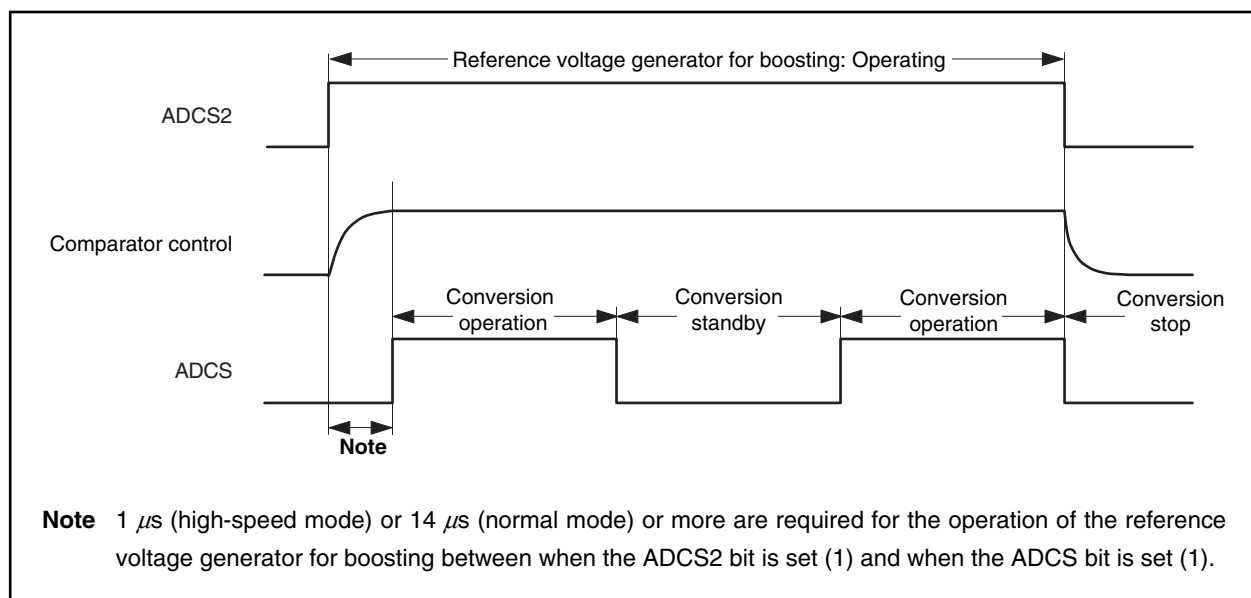 Reference voltage generator for boosting: Operating
ADCS2
Comparator control
Conversion
operation
Conversion
standby
Conversion
operation
Conversion
stop
ADCS
Note
Note 1 μs (high-speed mode) or 14 μs (normal mode) or more are required for the operation of the reference
voltage generator for boosting between when the ADCS2 bit is set (1) and when the ADCS bit is set (1).